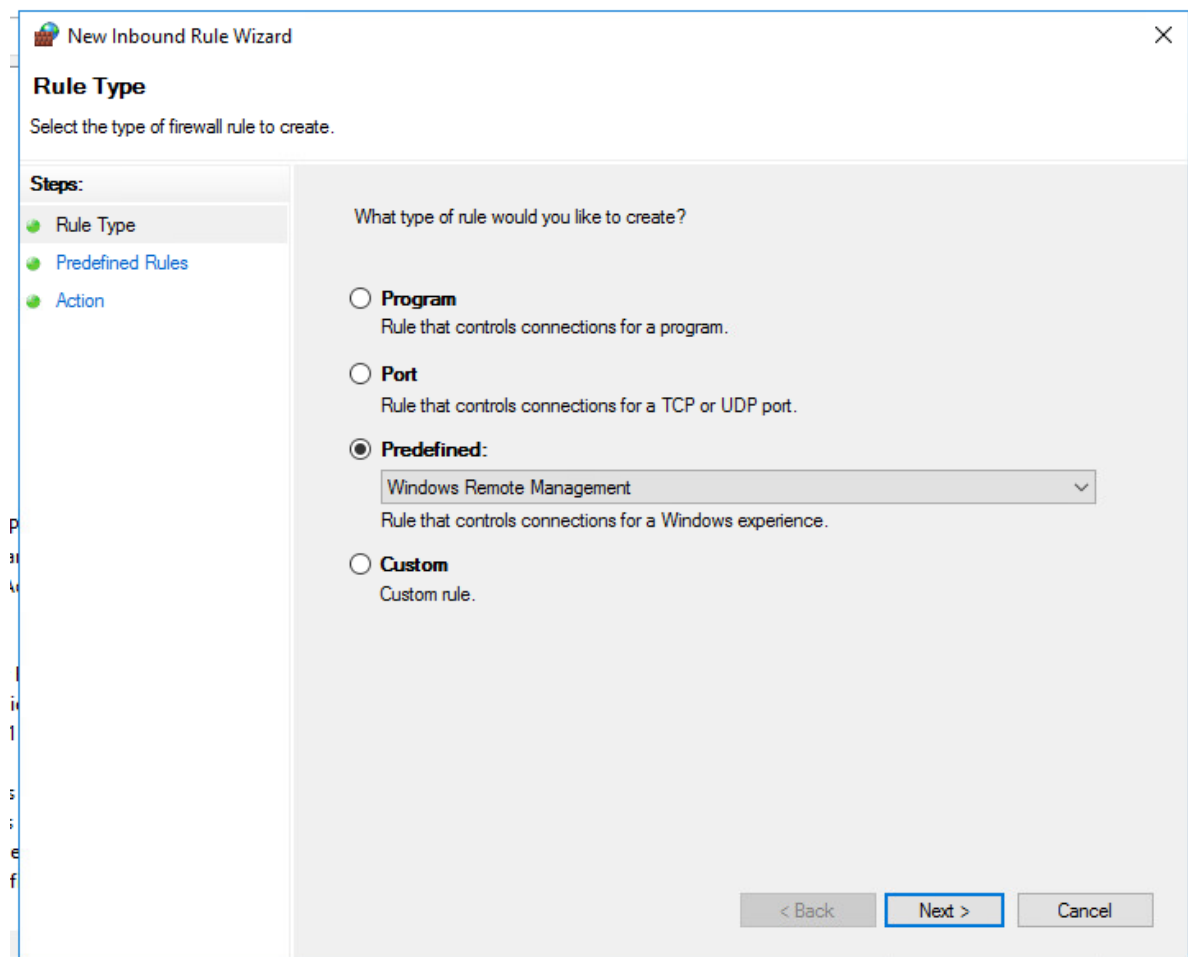 New Inbound Rule Wizard
Rule Type
Select the type of firewall rule to create.
Steps:
Rule Type
Predefined Rules
Action
What type of rule would you like to create?
Program
Rule that controls connections for a program.
Port
Rule that controls connections for a TCP or UDP port.
Predefined:
Windows Remote Management
Rule that controls connections for a Windows experience.
Custom
Custom rule.
< Back
Next >
Cancel